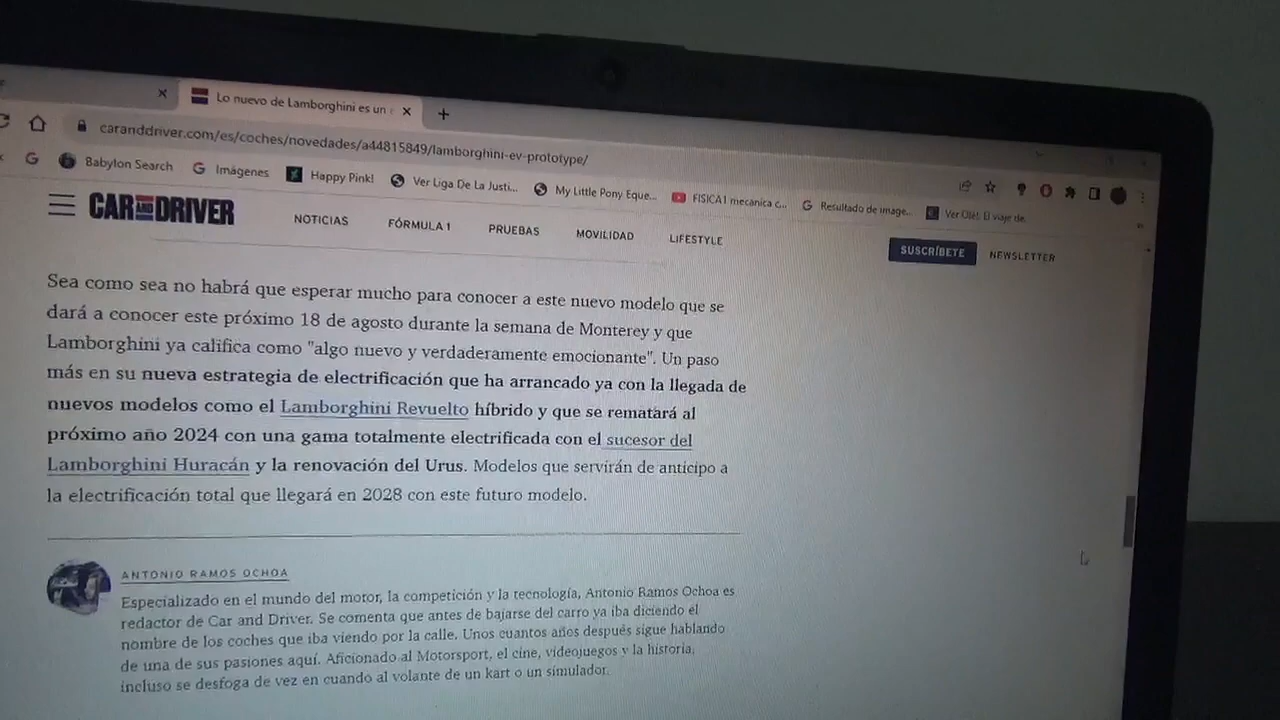 Lo nuevo de Lamborghini es un
caranddriver.com/es/coches/novedades/a44815849/lamborghini-ev-prototype/
Babylon Search
Imágenes
Happy Pink!
Ver Liga De La Justi...
My Little Pony Eque...
FISICA1 mecanica c...
Resultado de image...
Ver Olé! El viaje de
CAR AND DRIVER
NOTICIAS
FÓRMULA 1
PRUEBAS
MOVILIDAD
LIFESTYLE
SUSCRÍBETE
NEWSLETTER
Sea como sea no habrá que esperar mucho para conocer a este nuevo modelo que se
dará a conocer este próximo 18 de agosto durante la semana de Monterey y que
Lamborghini ya califica como "algo nuevo y verdaderamente emocionante". Un paso
más en su nueva estrategia de electrificación que ha arrancado ya con la llegada de
nuevos modelos como el Lamborghini Revuelto híbrido y que se rematará al
próximo año 2024 con una gama totalmente electrificada con el sucesor del
Lamborghini Huracán y la renovación del Urus. Modelos que servirán de anticipo a
la electrificación total que llegará en 2028 con este futuro modelo.
ANTONIO RAMOS OCHOA
Especializado en el mundo del motor, la competición y la tecnología, Antonio Ramos Ochoa es
redactor de Car and Driver. Se comenta que antes de bajarse del carro ya iba diciendo el
nombre de los coches que iba viendo por la calle. Unos cuantos años después sigue hablando
de una de sus pasiones aquí. Aficionado al Motorsport, el cine, videojuegos y la historia,
incluso se desfoga de vez en cuando al volante de un kart o un simulador.